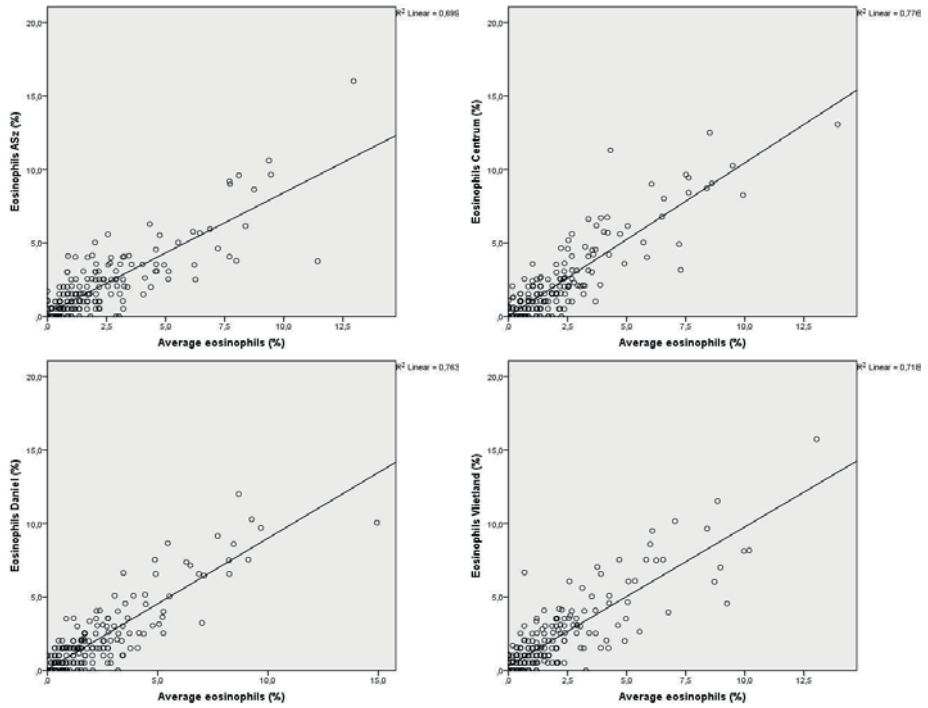 R² Linear = 0,695
20,0
15,0
10,0
5,0
,0
Eosinophils ASz (%)
,0 2,5 5,0 7,5 10,0 12,5
Average eosinophils (%)
R² Linear = 0,776
20,0
15,0
10,0
5,0
,0
Eosinophils Centrum (%)
,0 2,5 5,0 7,5 10,0 12,5
Average eosinophils (%)
R² Linear = 0,763
20,0
15,0
10,0
5,0
,0
Eosinophils Daniel (%)
,0 5,0 10,0 15,0
Average eosinophils (%)
R² Linear =
20,0
15,0
10,0
5,0
,0
Eosinophils Vlietland (%)
,0 2,5 5,0 7,5 10,0 12,5
Average eosinophils (%)